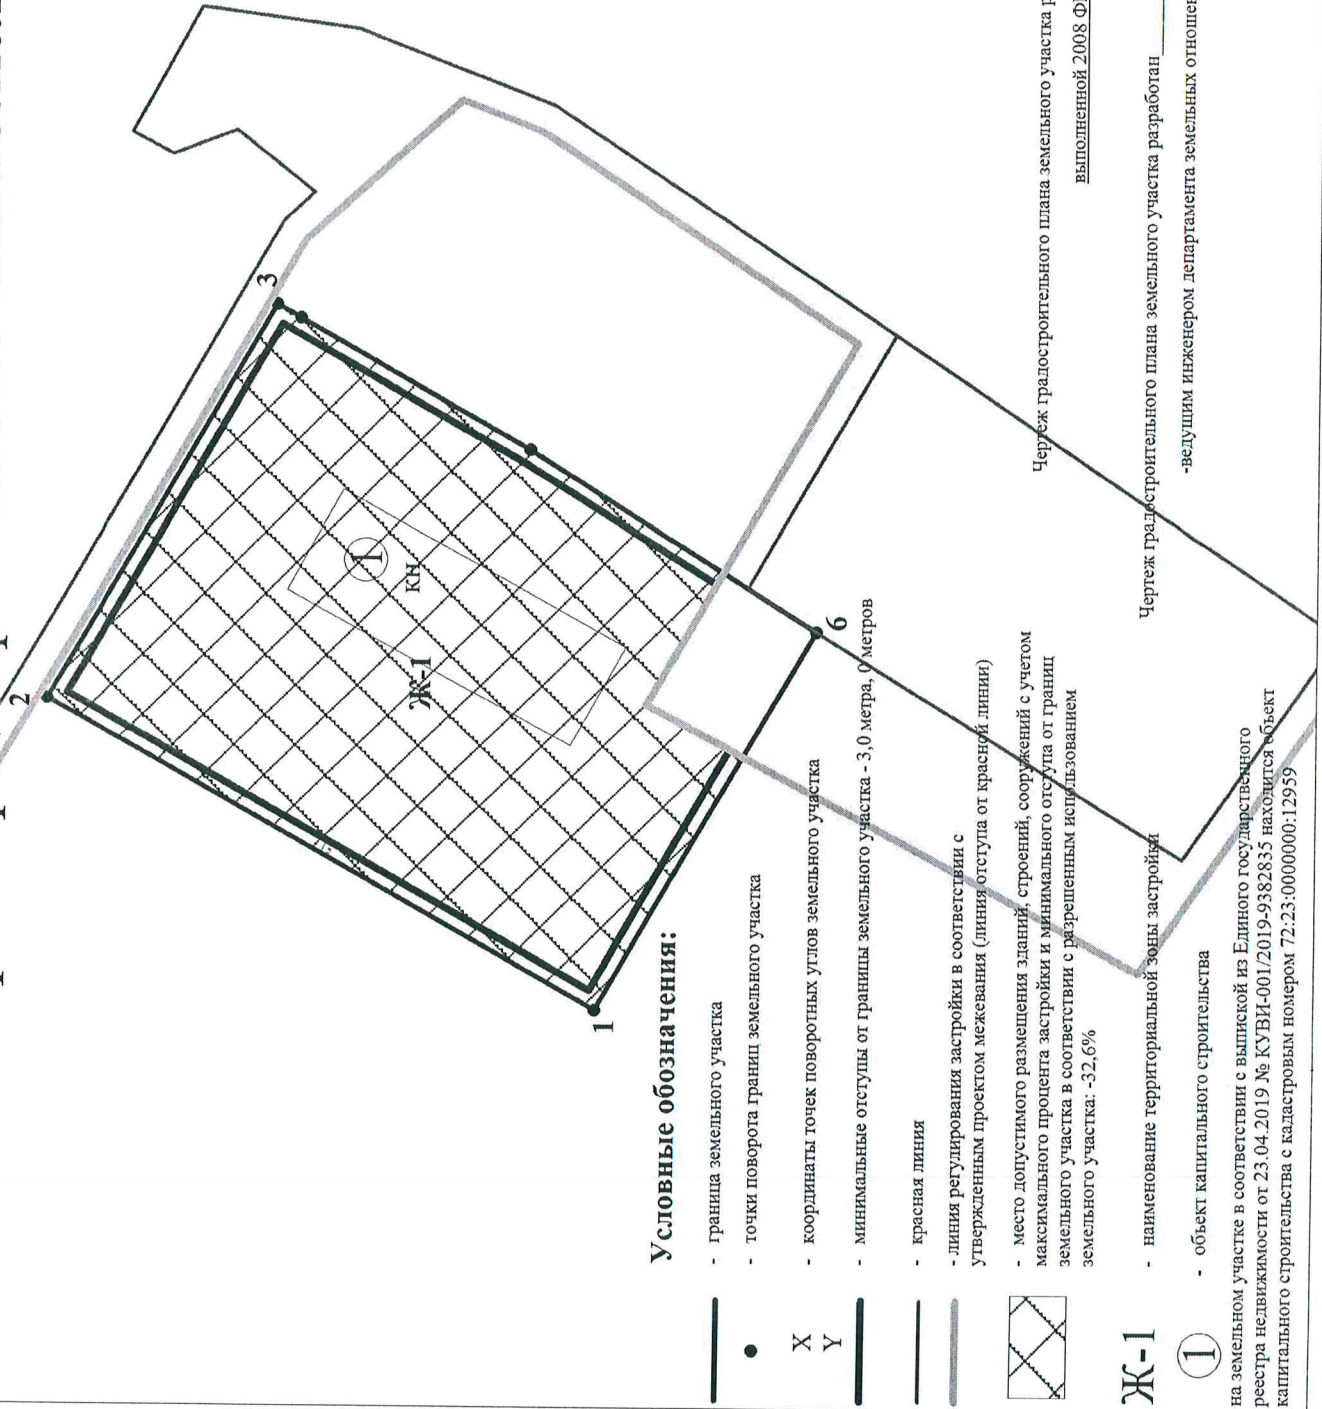 2
3
1
6
1
КН
Ж-1
Условные обозначения:
- граница земельного участка
- точки поворота границ земельного участка
X
Y
- координаты точек поворотных углов земельного участка
- минимальные отступы от границы земельного участка - 3,0 метра, 0 метров
- красная линия
- линия регулирования застройки в соответствии с
утвержденным проектом межевания (линия отступа от красной линии)
- место допустимого размещения зданий, строений, сооружений с учетом
максимального процента застройки и минимального отступа от границ
земельного участка в соответствии с разрешенным использованием
земельного участка: -32,6%
Ж-1 - наименование территориальной зоны застройки
1 - объект капитального строительства
на земельном участке в соответствии с выпиской из Единого государственного
реестра недвижимости от 23.04.2019 № КУВИ-001/2019-9382835 находится объект
капитального строительства с кадастровым номером 72:23:0000000:12959
Чертеж градостроительного плана земельного участка
выполненной 2008
Чертеж градостроительного плана земельного участка разработан
-ведущим инженером департамента земельных